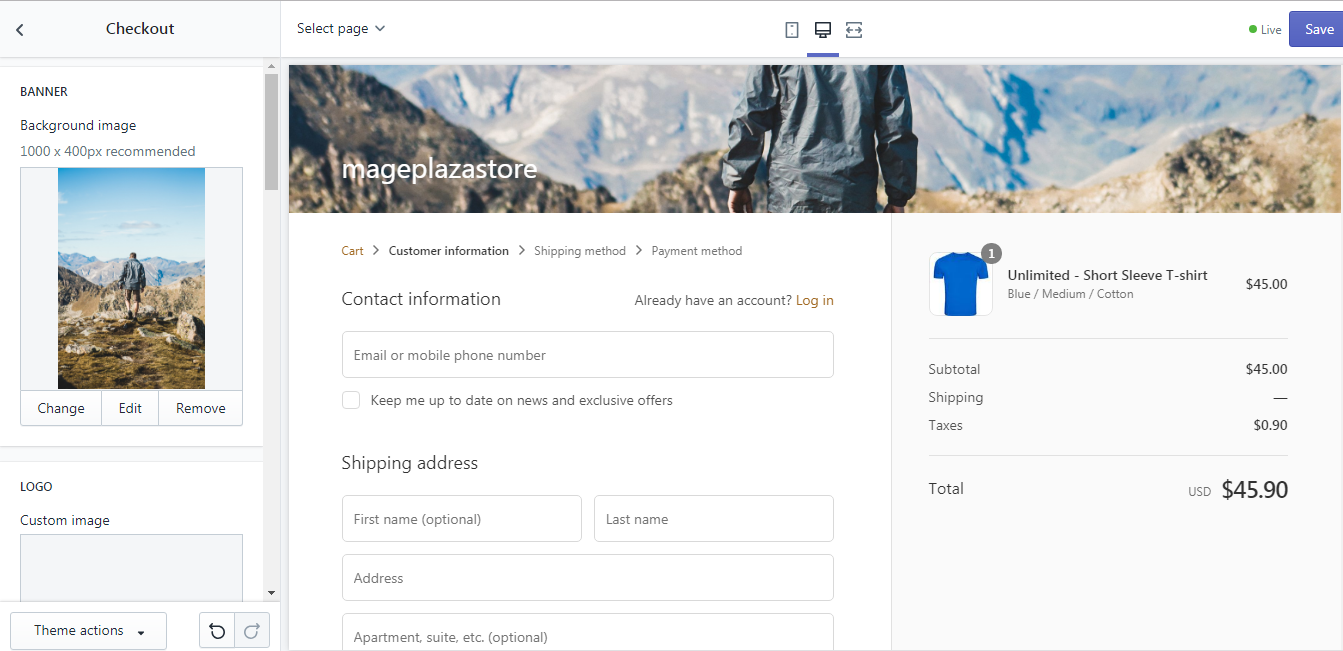 Checkout
Select page
Live
Save
BANNER
Background image
1000 x 400px recommended
Change
Edit
Remove
LOGO
Custom image
Theme actions
mageplazastore
Cart > Customer information > Shipping method > Payment method
Contact information
Already have an account? Log in
Email or mobile phone number
Keep me up to date on news and exclusive offers
Shipping address
First name (optional)
Last name
Address
Apartment, suite, etc. (optional)
1
Unlimited - Short Sleeve T-shirt
$45.00
Blue / Medium / Cotton
Subtotal $45.00
Shipping —
Taxes $0.90
Total USD $45.90